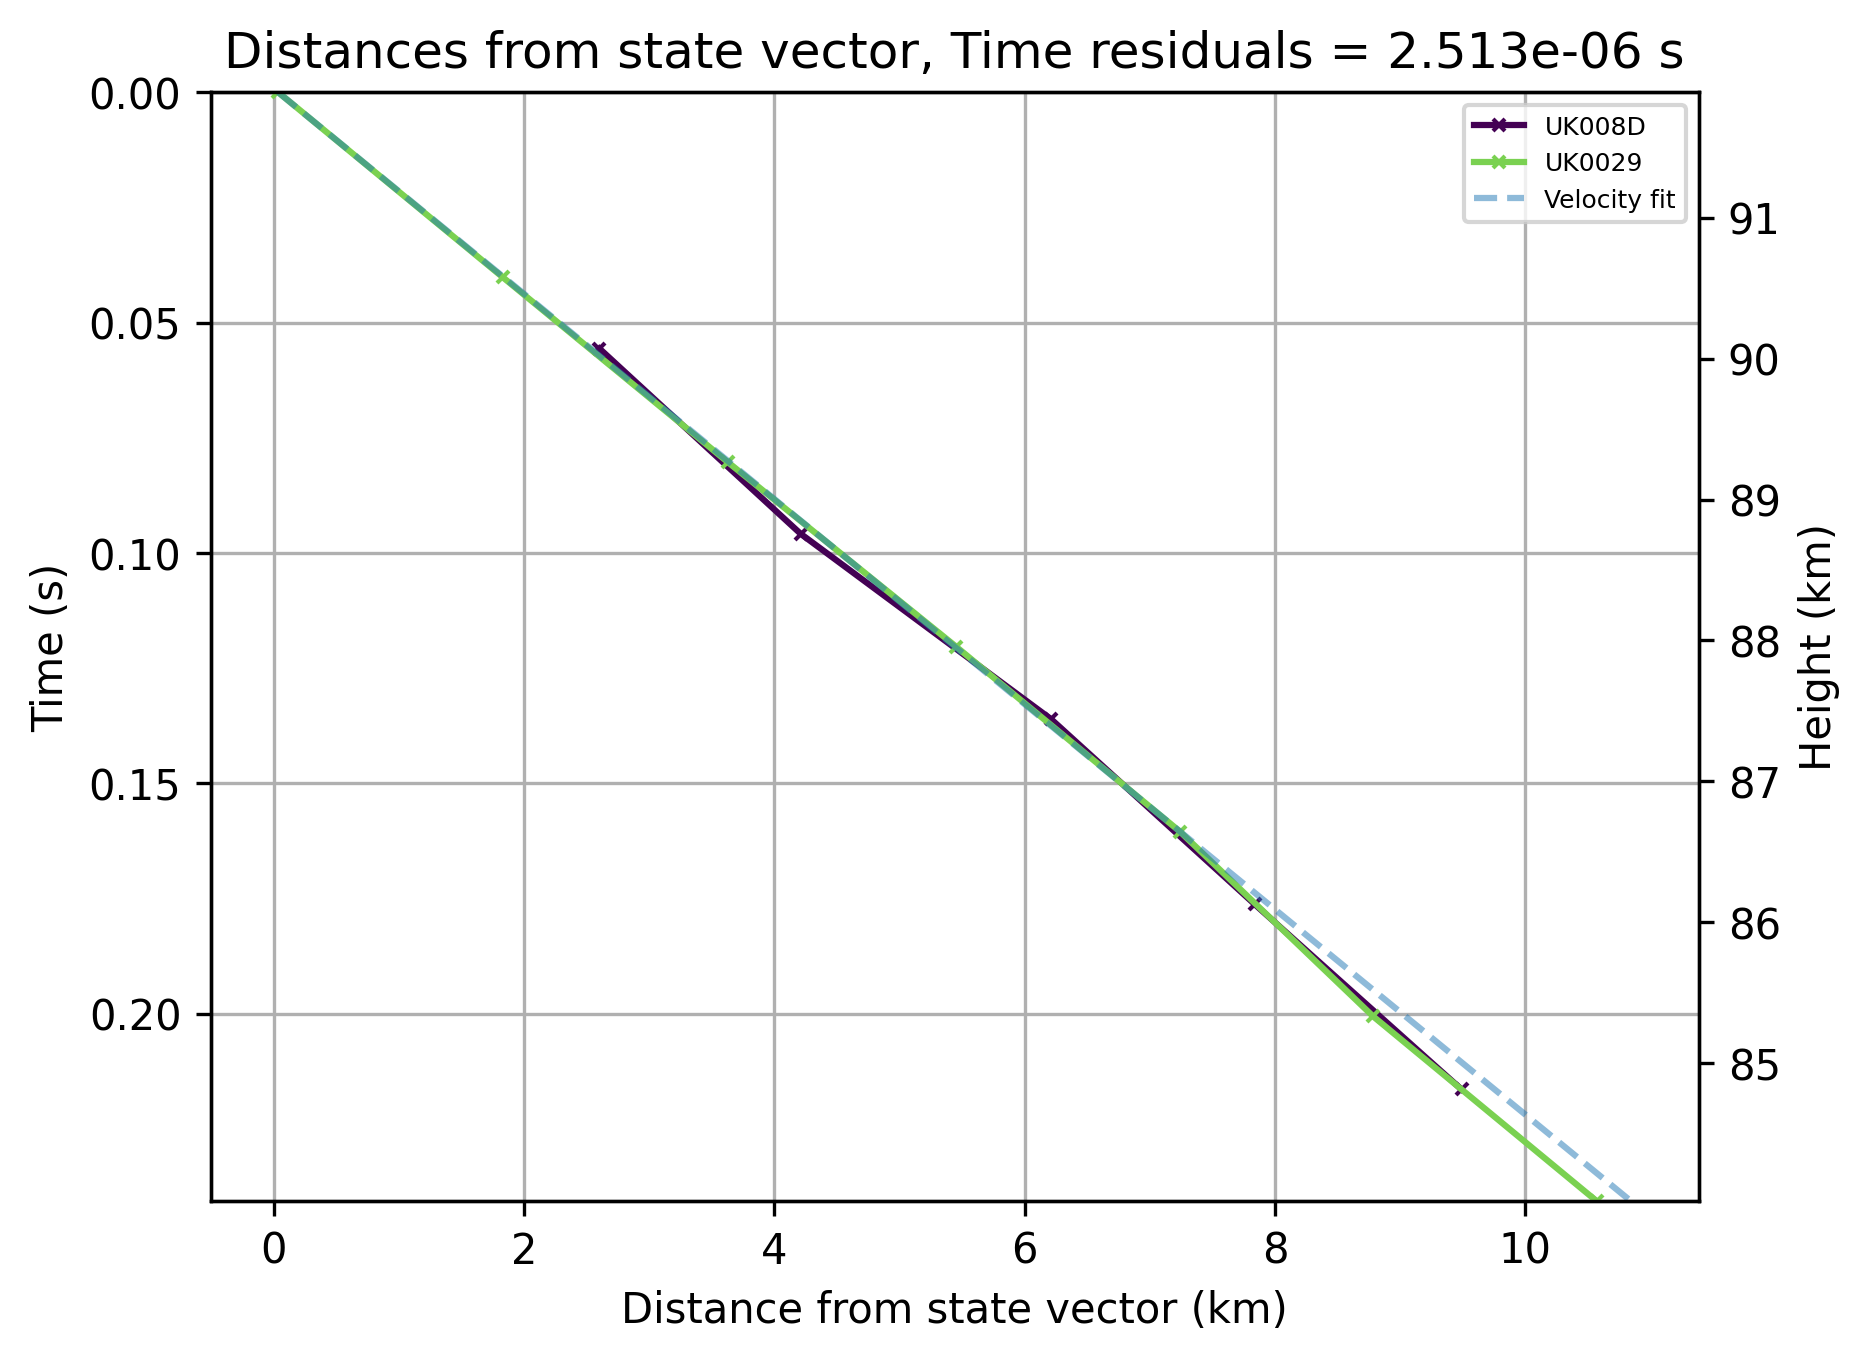 Distances from state vector, Time residuals = 2.513e-06 s
UK008D
UK0029
Velocity fit
0.00
0.05
0.10
0.15
0.20
Time (s)
91
90
89
88
87
86
85
Height (km)
0 2 4 6 8 10
Distance from state vector (km)